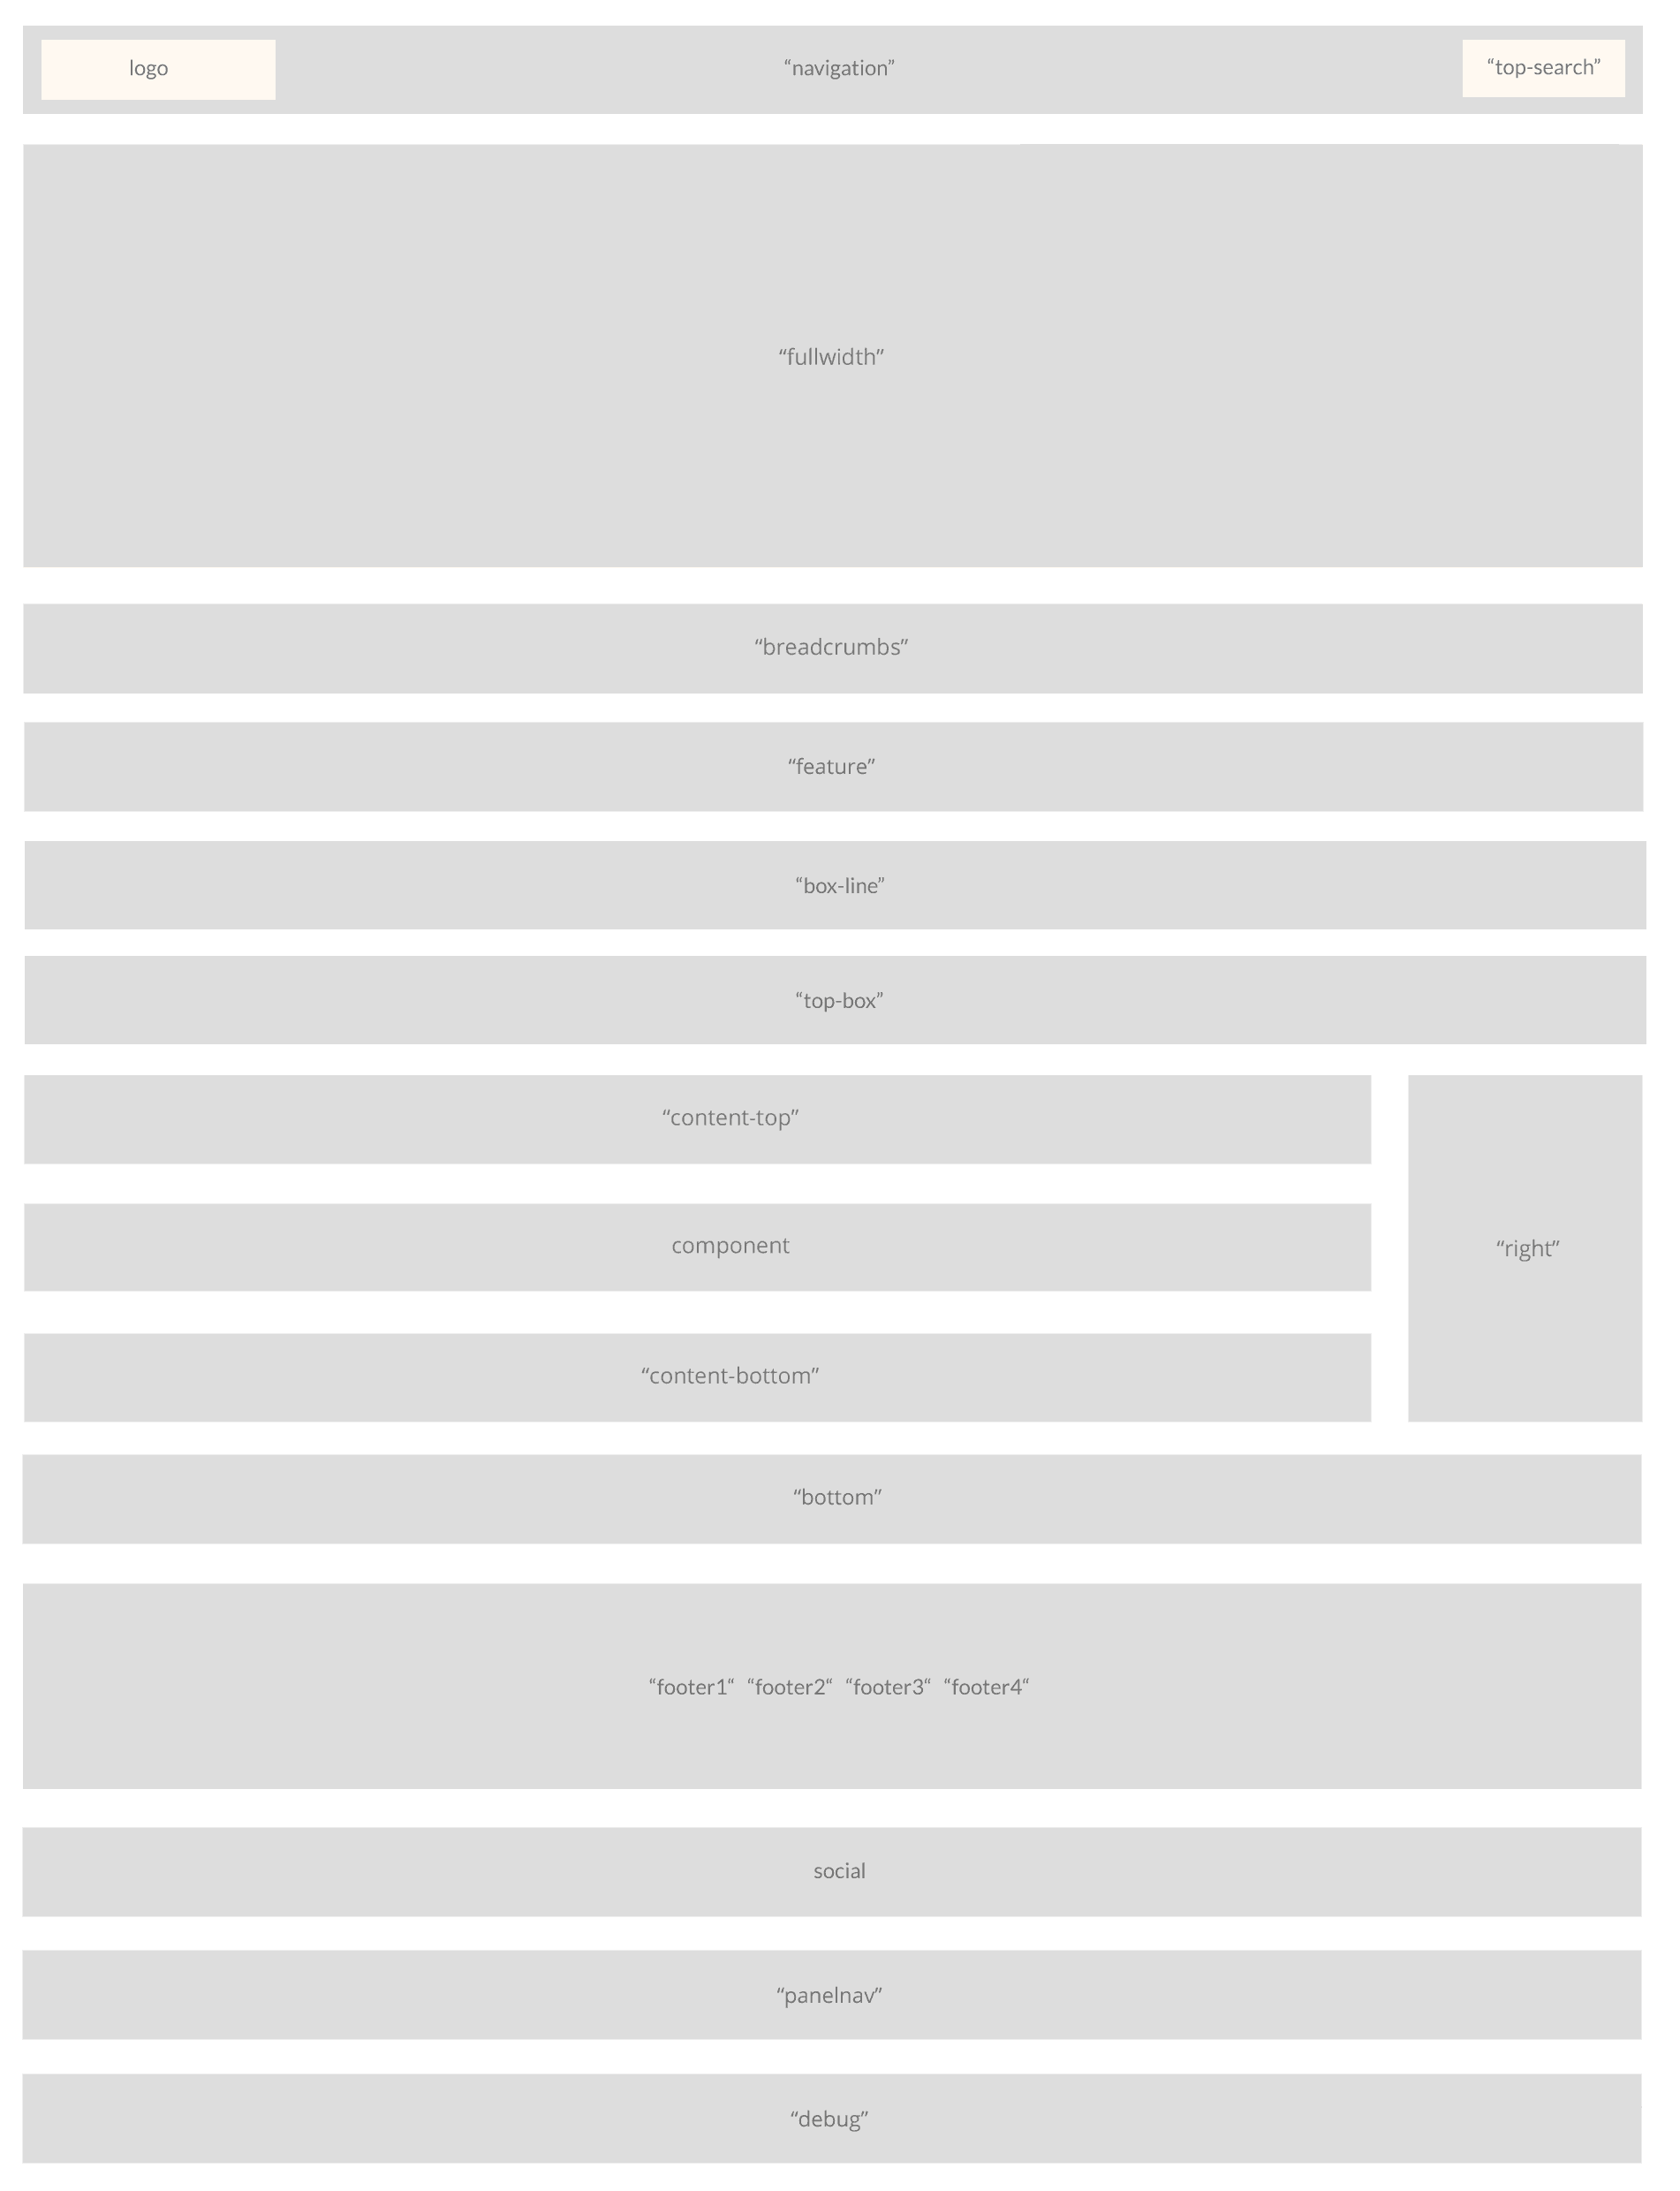 logo “navigation” “top-search”
“fullwidth”
“breadcrumbs”
“feature”
“box-line”
“top-box”
“content-top”
component
“right”
“content-bottom”
“bottom”
“footer1“ “footer2“ “footer3“ “footer4“
social
“panelnav”
“debug”